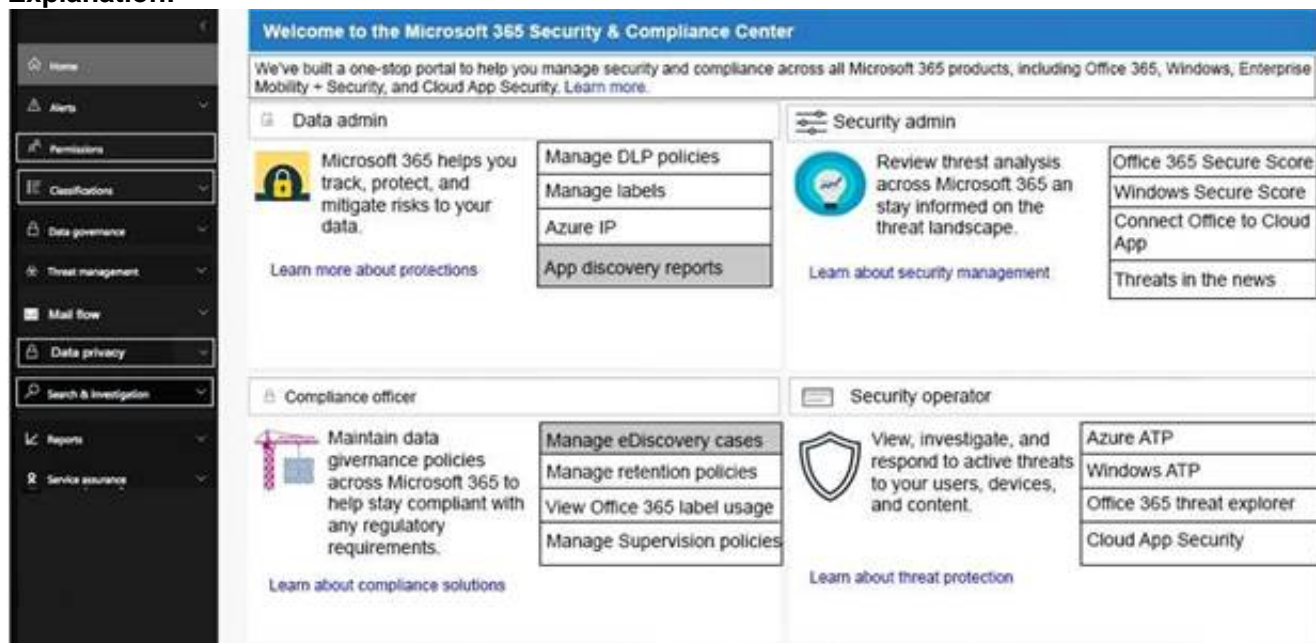 Explanation:
Home
Alerts
Permissions
Classifications
Data governance
Threat management
Mail flow
Data privacy
Search & investigation
Reports
Service assurance
Welcome to the Microsoft 365 Security & Compliance Center
We've built a one-stop portal to help you manage security and compliance across all Microsoft 365 products, including Office 365, Windows, Enterprise
Mobility + Security, and Cloud App Security. Learn more.
Data admin
Microsoft 365 helps you
track, protect, and
mitigate risks to your
data.
Learn more about protections
Manage DLP policies
Manage labels
Azure IP
App discovery reports
Security admin
Review threst analysis
across Microsoft 365 an
stay informed on the
threat landscape.
Learn about security management
Office 365 Secure Score
Windows Secure Score
Connect Office to Cloud
App
Threats in the news
Compliance officer
Maintain data
governance policies
across Microsoft 365 to
help stay compliant with
any regulatory
requirements.
Learn about compliance solutions
Manage eDiscovery cases
Manage retention policies
View Office 365 label usage
Manage Supervision policies
Security operator
View, investigate, and
respond to active threats
to your users, devices,
and content.
Learn about threat protection
Azure ATP
Windows ATP
Office 365 threat explorer
Cloud App Security